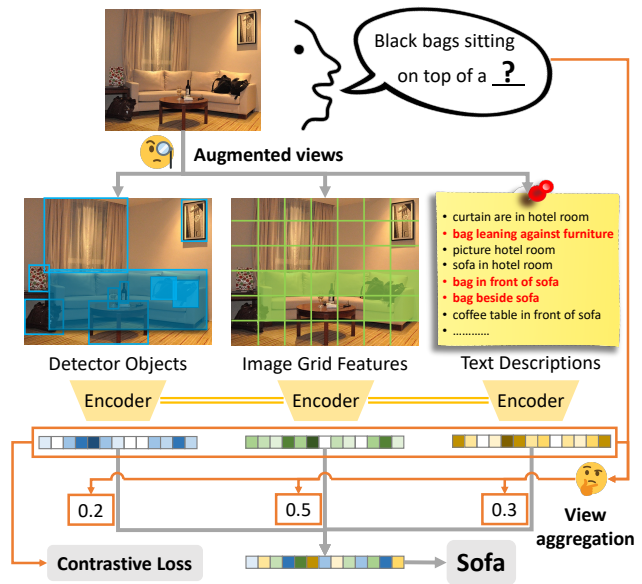 Black bags sitting
on top of a ?
Augmented views
• curtain are in hotel room
• bag leaning against furniture
• picture hotel room
• sofa in hotel room
• bag in front of sofa
• bag beside sofa
• coffee table in front of sofa
• …………
Detector Objects
Image Grid Features
Text Descriptions
Encoder
Encoder
Encoder
0.2
0.5
0.3
View
aggregation
Contrastive Loss
Sofa